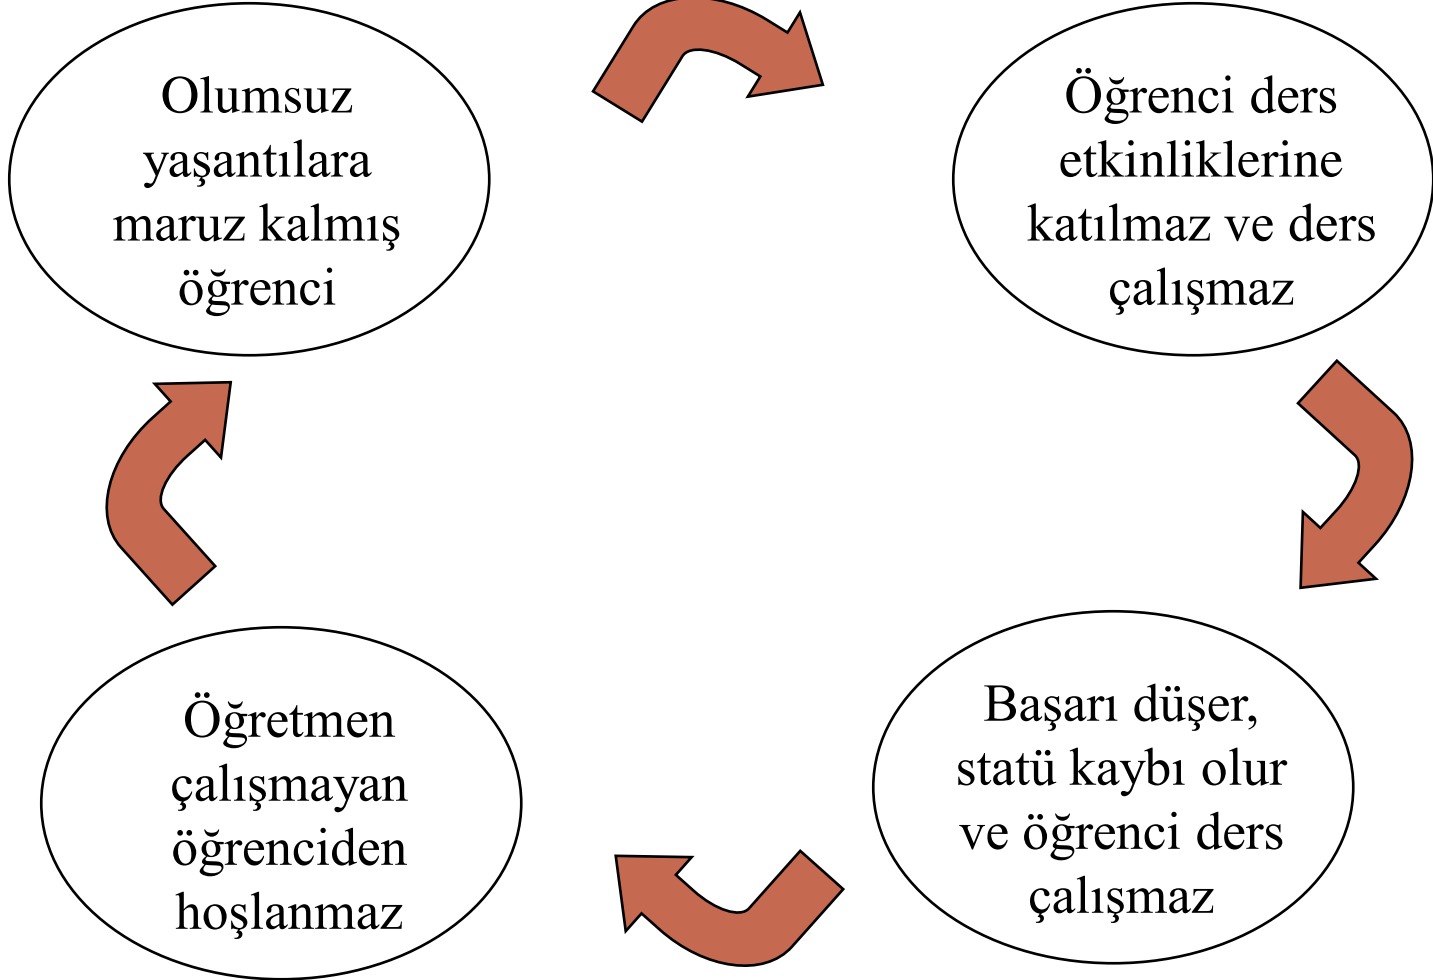 Olumsuz
yaşantılara
maruz kalmış
öğrenci
Öğrenci ders
etkinliklerine
katılmaz ve ders
çalışmaz
Başarı düşer,
statü kaybı olur
ve öğrenci ders
çalışmaz
Öğretmen
çalışmayan
öğrenciden
hoşlanmaz